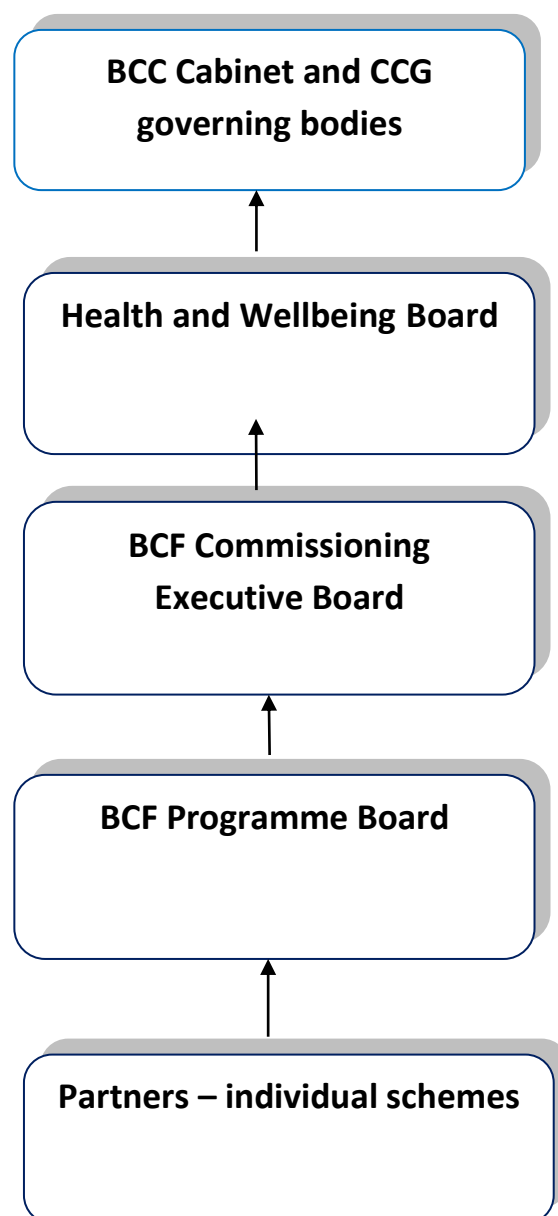 BCC Cabinet and CCG
governing bodies
Health and Wellbeing Board
BCF Commissioning
Executive Board
BCF Programme Board
Partners – individual schemes